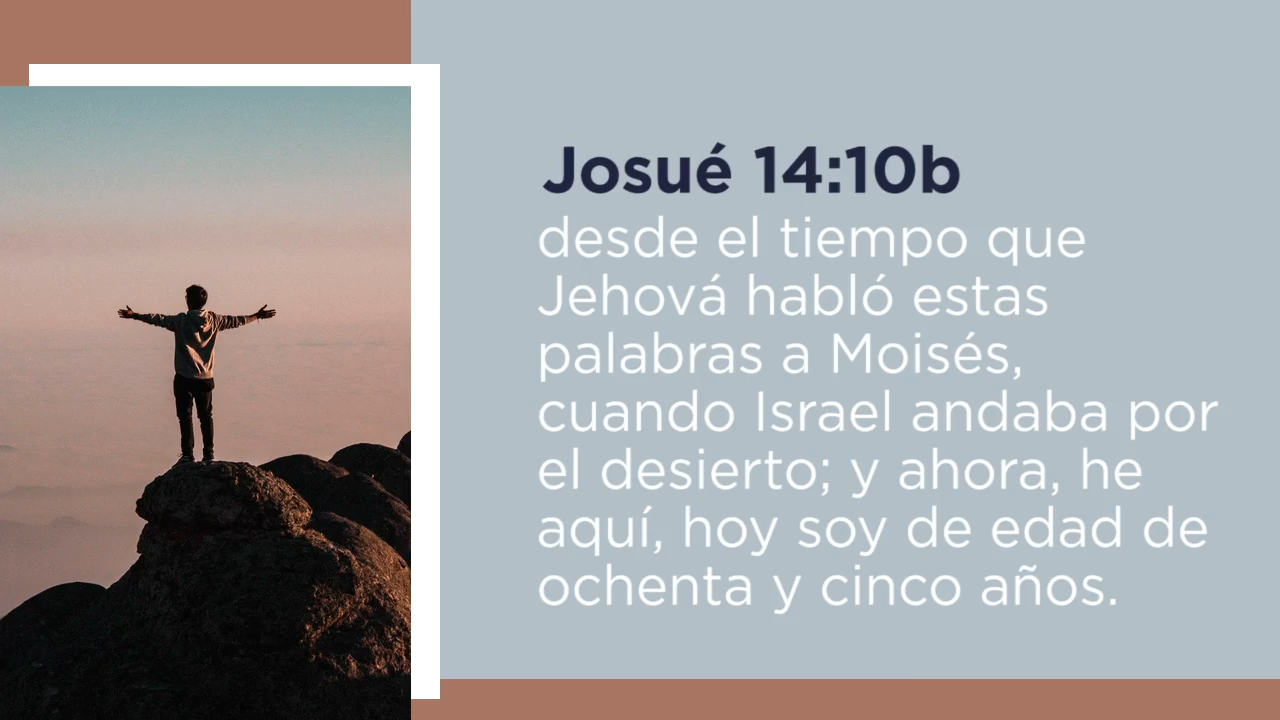 Josué 14:10b
desde el tiempo que
Jehová habló estas
palabras a Moisés,
cuando Israel andaba por
el desierto; y ahora, he
aquí, hoy soy de edad de
ochenta y cinco años.